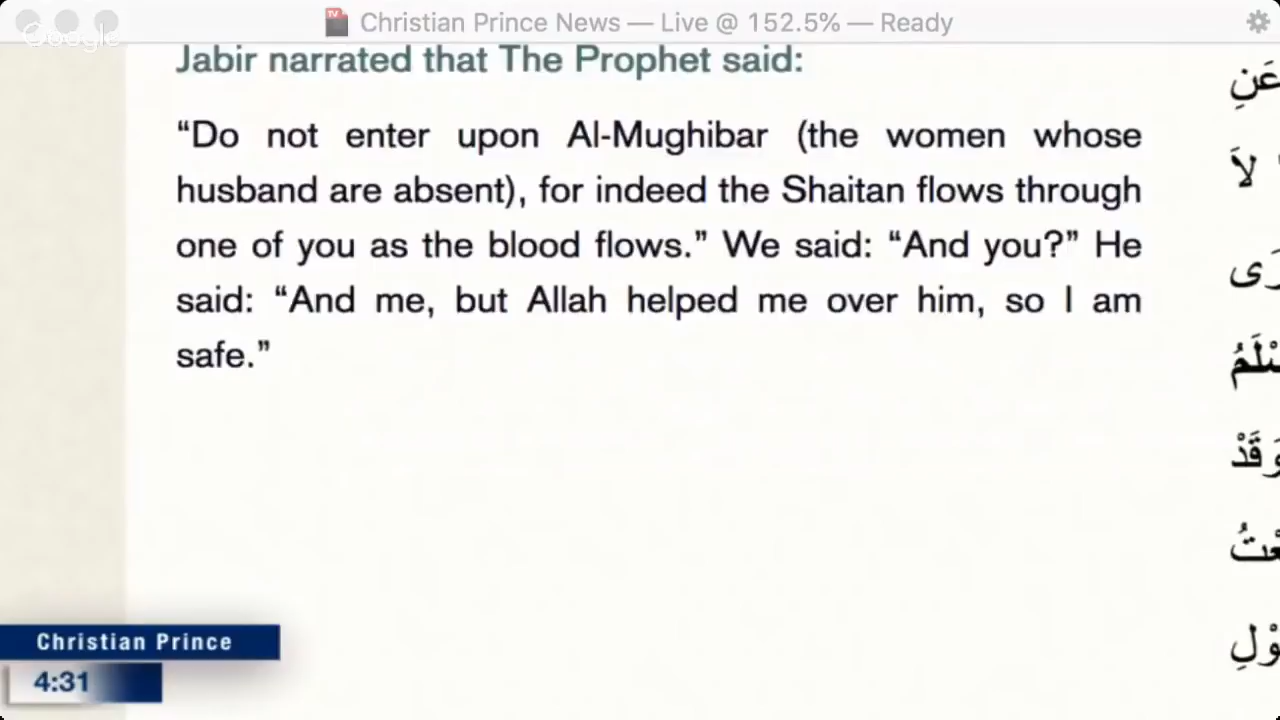 Christian Prince News — Live @ 152.5% — Ready
Google
Jabir narrated that The Prophet said:
“Do not enter upon Al-Mughibar (the women whose
husband are absent), for indeed the Shaitan flows through
one of you as the blood flows.” We said: “And you?” He
said: “And me, but Allah helped me over him, so I am
safe.”
عَنِ
لاَ
Christian Prince
4:31